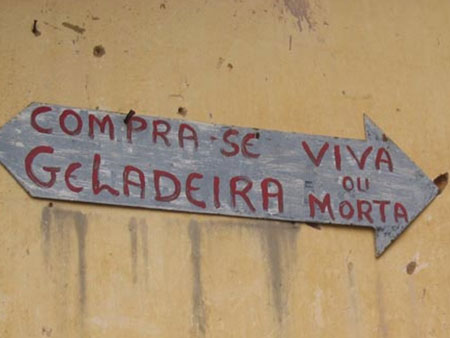 COMPRA-SE
GELADEIRA
VIVA
OU
MORTA